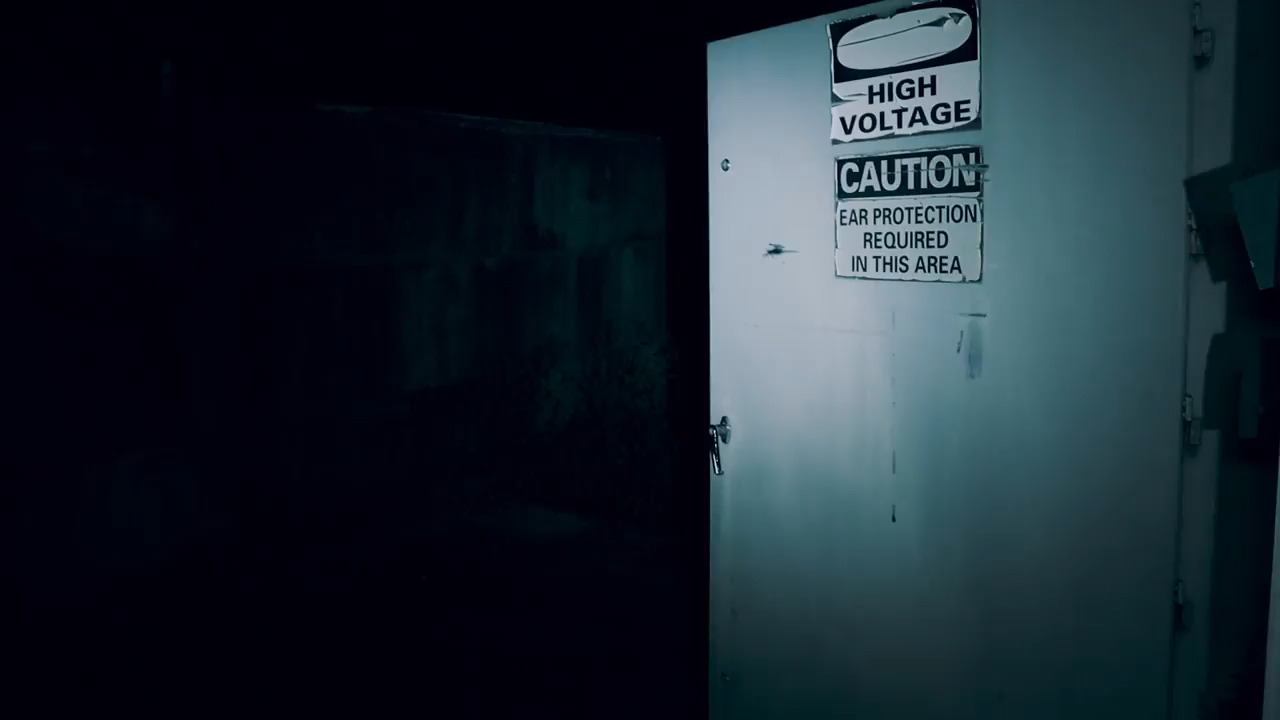 HIGH
VOLTAGE
CAUTION
EAR PROTECTION
REQUIRED
IN THIS AREA